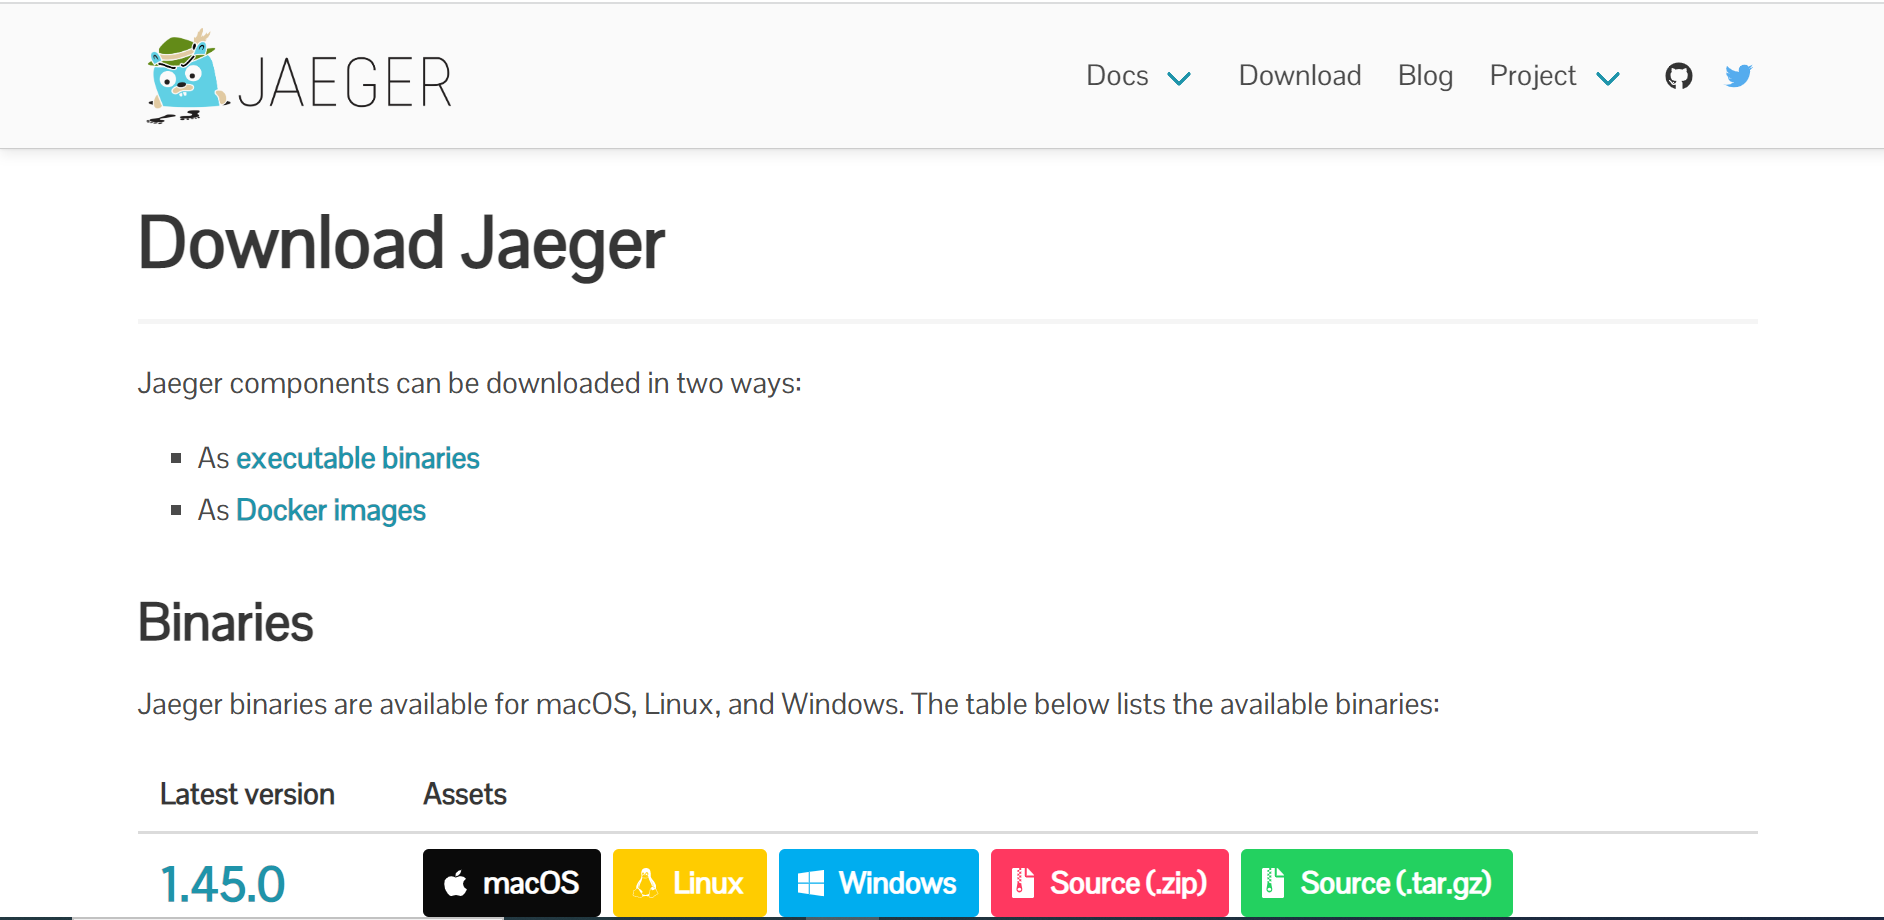 JAEGER
Docs Download Blog Project
Download Jaeger
Jaeger components can be downloaded in two ways:
As executable binaries
As Docker images
Binaries
Jaeger binaries are available for macOS, Linux, and Windows. The table below lists the available binaries:
Latest version Assets
1.45.0 macOS Linux Windows Source (.zip) Source (.tar.gz)